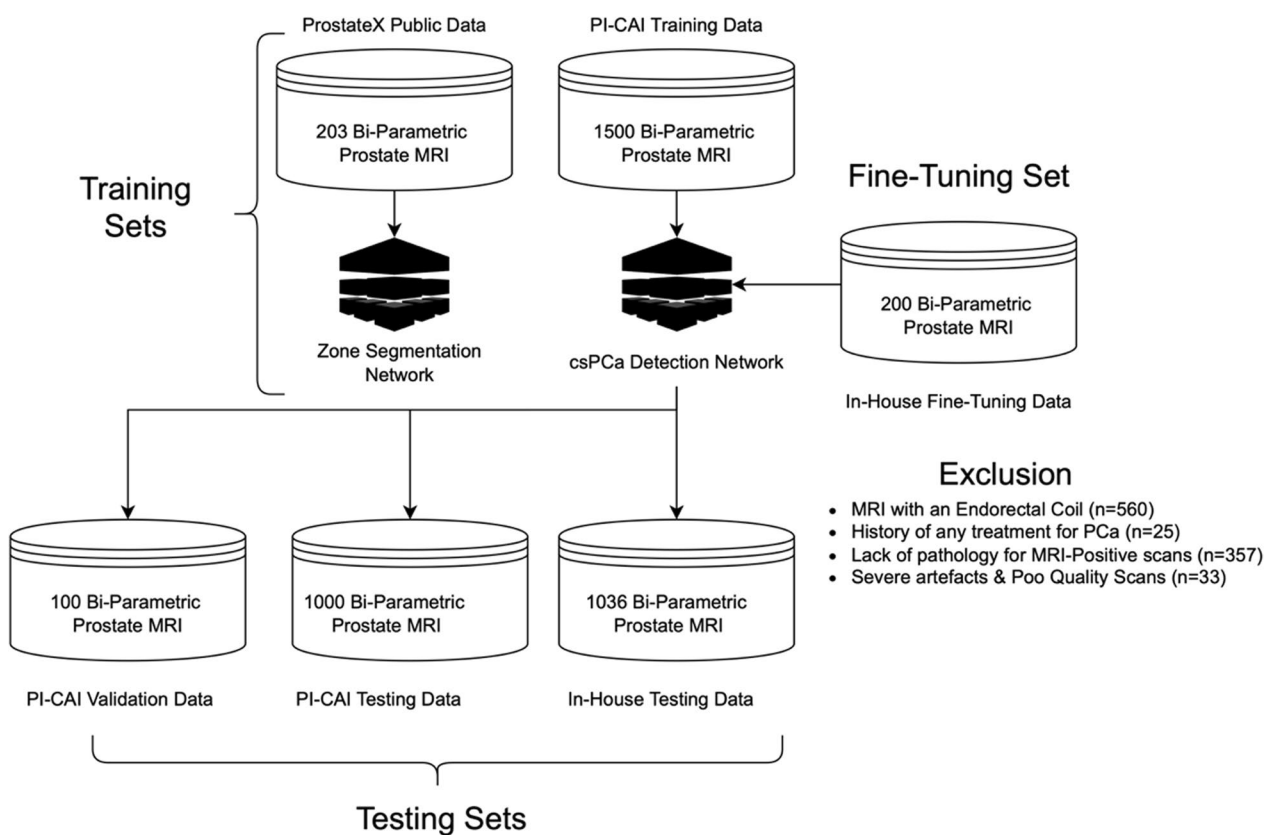 ProstateX Public Data
PI-CAI Training Data
203 Bi-Parametric
Prostate MRI
1500 Bi-Parametric
Prostate MRI
Training
Sets
Fine-Tuning Set
200 Bi-Parametric
Prostate MRI
Zone Segmentation
Network
csPCa Detection Network
In-House Fine-Tuning Data
Exclusion
• MRI with an Endorectal Coil (n=560)
• History of any treatment for PCa (n=25)
• Lack of pathology for MRI-Positive scans (n=357)
• Severe artefacts & Poo Quality Scans (n=33)
100 Bi-Parametric
Prostate MRI
1000 Bi-Parametric
Prostate MRI
1036 Bi-Parametric
Prostate MRI
PI-CAI Validation Data
PI-CAI Testing Data
In-House Testing Data
Testing Sets